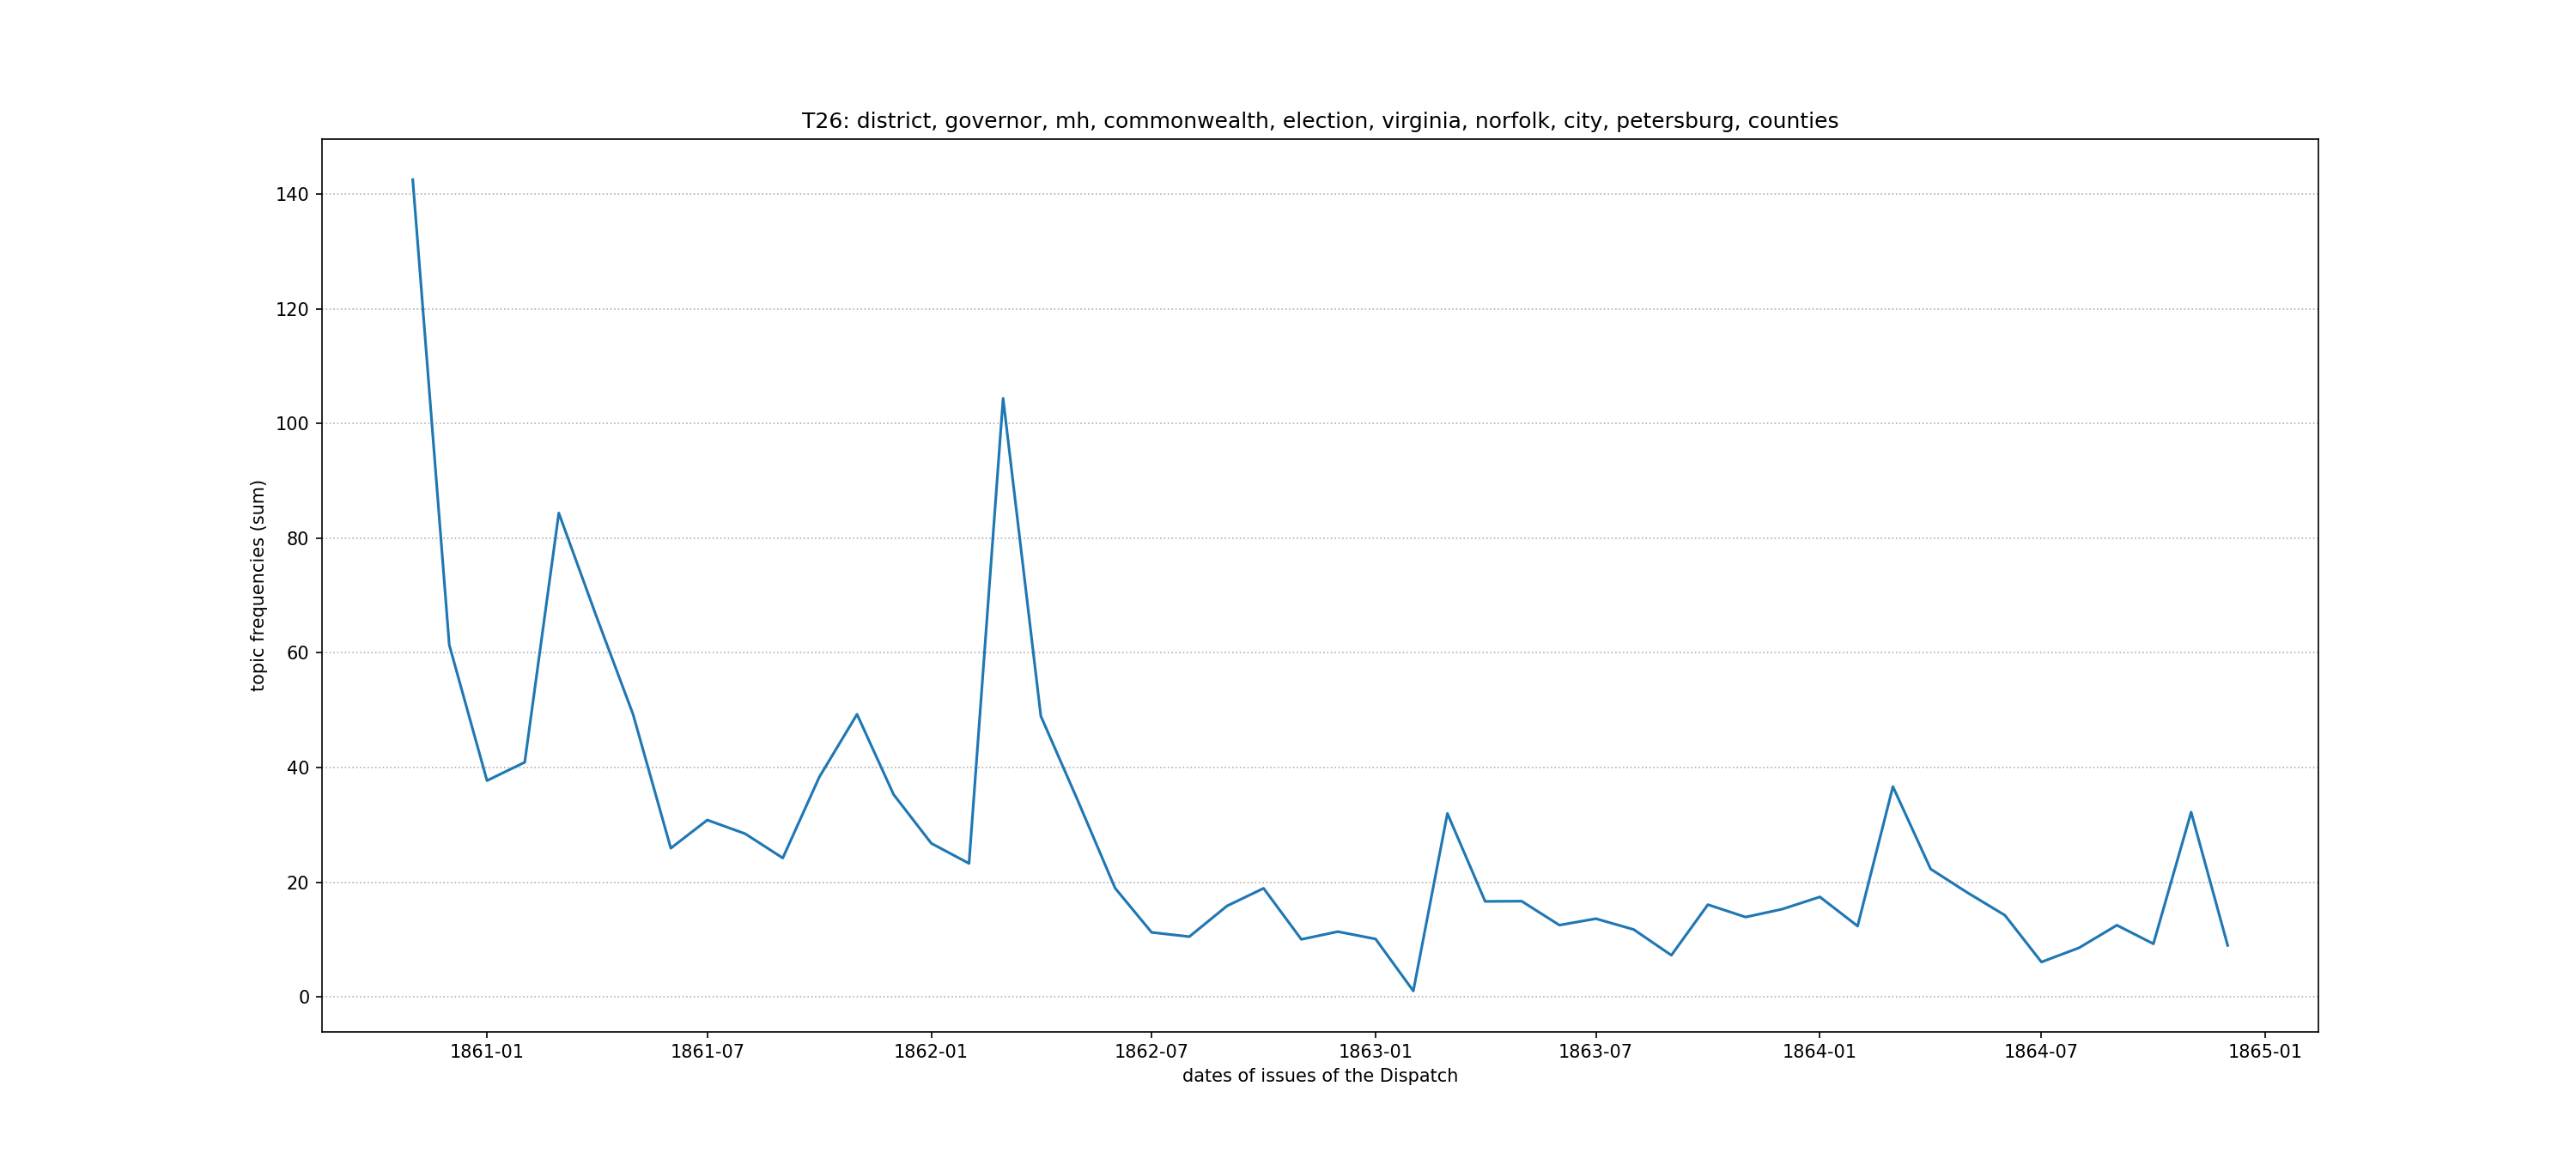 T26: district, governor, mh, commonwealth, election, virginia, norfolk, city, petersburg, counties
topic frequencies (sum)
140
120
100
80
60
40
20
0
1861-01 1861-07 1862-01 1862-07 1863-01 1863-07 1864-01 1864-07 1865-01
dates of issues of the Dispatch